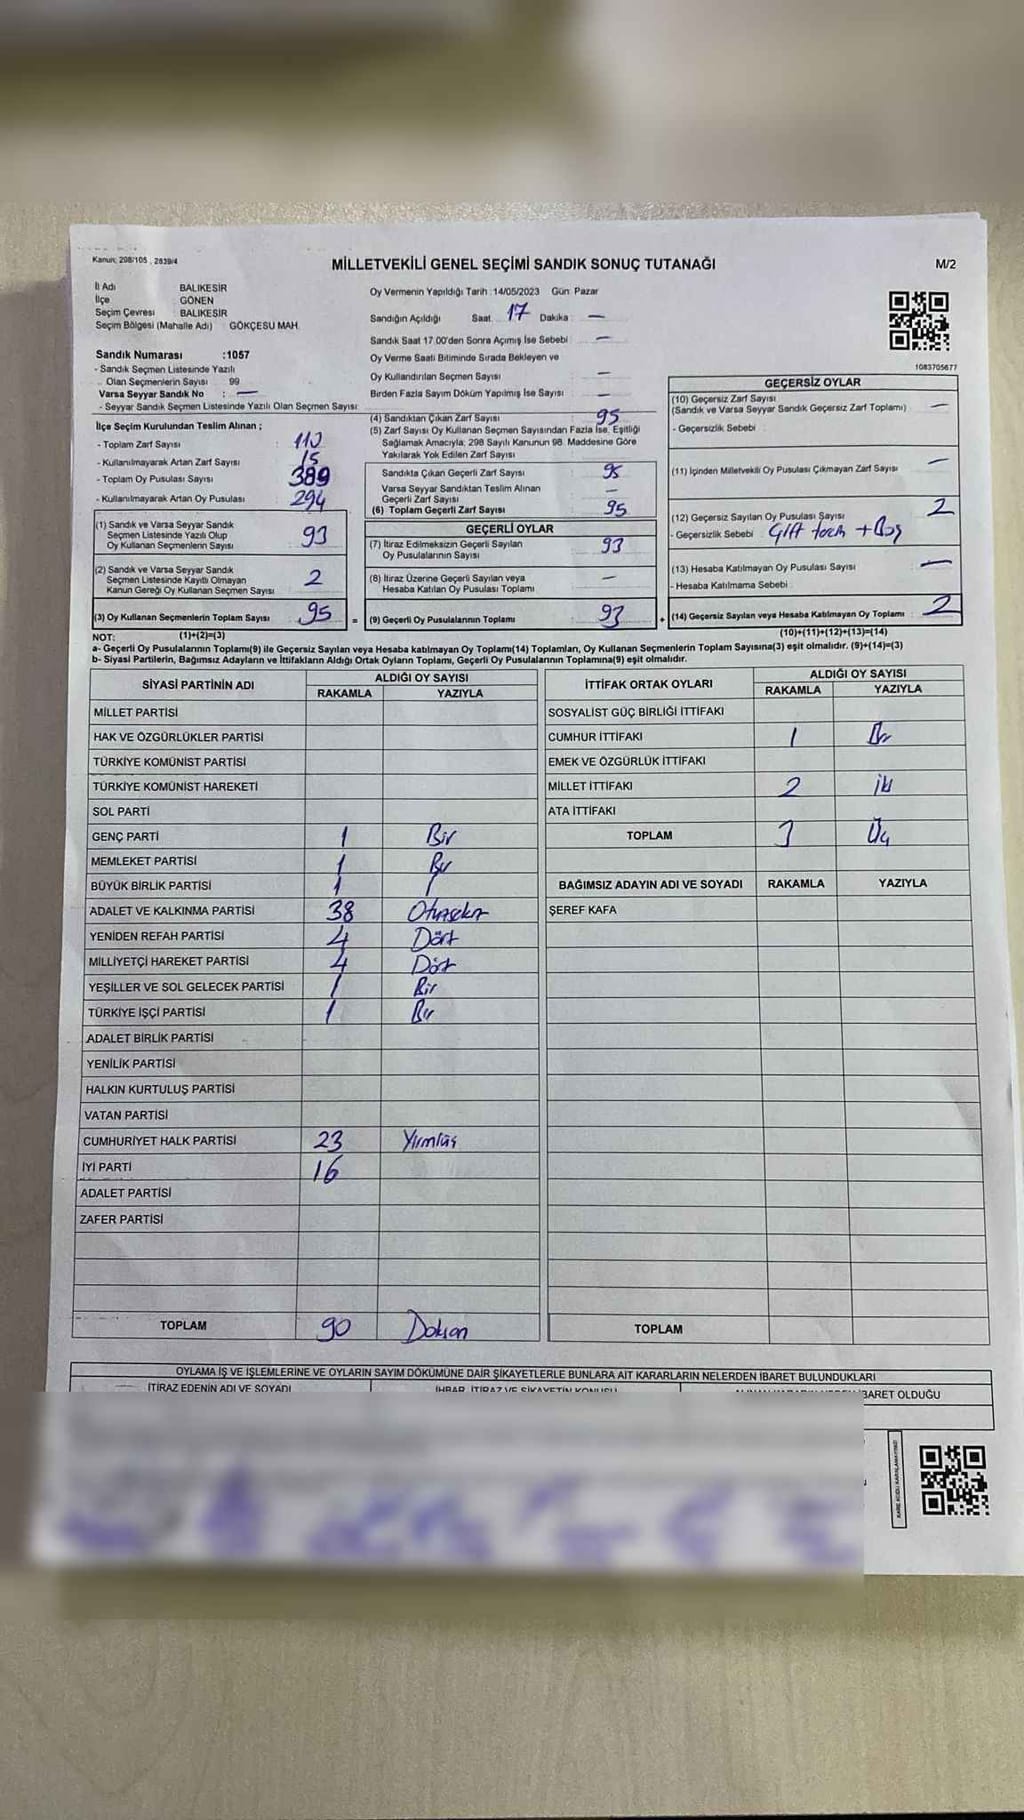 Kanun; 298/105 , 2839/4
MİLLETVEKİLİ GENEL SEÇİMİ SANDIK SONUÇ TUTANAĞI
M/2
İl Adı BALIKESİR
İlçe GÖNEN
Seçim Çevresi BALIKESİR
Seçim Bölgesi (Mahalle Adı) GÖKÇESU MAH.
Sandık Numarası :1057
- Sandık Seçmen Listesinde Yazılı
Olan Seçmenlerin Sayısı 99
Varsa Seyyar Sandık No : —
- Seyyar Sandık Seçmen Listesinde Yazılı Olan Seçmen Sayısı:
İlçe Seçim Kurulundan Teslim Alınan ;
- Toplam Zarf Sayısı : 110
- Kullanılmayarak Artan Zarf Sayısı : 15
- Toplam Oy Pusulası Sayısı : 389
- Kullanılmayarak Artan Oy Pusulası : 294
(1) Sandık ve Varsa Seyyar Sandık
Seçmen Listesinde Yazılı Olup
Oy Kullanan Seçmenlerin Sayısı : 93
(2) Sandık ve Varsa Seyyar Sandık
Seçmen Listesinde Kayıtlı Olmayan
Kanun Gereği Oy Kullanan Seçmen Sayısı : 2
(3) Oy Kullanan Seçmenlerin Toplam Sayısı : 95
(1)+(2)=(3)
Oy Vermenin Yapıldığı Tarih :14/05/2023 Gün: Pazar
Sandığın Açıldığı Saat: 17 Dakika : —
Sandık Saat 17.00'den Sonra Açımış İse Sebebi : —
Oy Verme Saati Bitiminde Sırada Bekleyen ve
Oy Kullandırılan Seçmen Sayısı : —
Birden Fazla Sayım Döküm Yapılmış İse Sayısı : —
(4) Sandıktan Çıkan Zarf Sayısı : 95
(5) Zarf Sayısı Oy Kullanan Seçmen Sayısından Fazla İse, Eşitliği
Sağlamak Amacıyla, 298 Sayılı Kanunun 98. Maddesine Göre
Yakılarak Yok Edilen Zarf Sayısı
Sandıkta Çıkan Geçerli Zarf Sayısı : 95
Varsa Seyyar Sandıktan Teslim Alınan
Geçerli Zarf Sayısı : —
(6) Toplam Geçerli Zarf Sayısı : 95
GEÇERLİ OYLAR
(7) İtiraz Edilmeksizin Geçerli Sayılan
Oy Pusulalarının Sayısı : 93
(8) İtiraz Üzerine Geçerli Sayılan veya
Hesaba Katılan Oy Pusulası Toplamı : —
= (9) Geçerli Oy Pusulalarının Toplamı : 93
1083705677
GEÇERSİZ OYLAR
(10) Geçersiz Zarf Sayısı
(Sandık ve Varsa Seyyar Sandık Geçersiz Zarf Toplamı) : —
- Geçersizlik Sebebi :
(11) İçinden Milletvekili Oy Pusulası Çıkmayan Zarf Sayısı : —
(12) Geçersiz Sayılan Oy Pusulası Sayısı : 2
- Geçersizlik Sebebi : Çift tercih + Boş
(13) Hesaba Katılmayan Oy Pusulası Sayısı : —
- Hesaba Katılmama Sebebi :
+ (14) Geçersiz Sayılan veya Hesaba Katılmayan Oy Toplamı : 2
(10)+(11)+(12)+(13)=(14)
NOT:
a- Geçerli Oy Pusulalarının Toplamı(9) ile Geçersiz Sayılan veya Hesaba katılmayan Oy Toplamı(14) Toplamları, Oy Kullanan Seçmenlerin Toplam Sayısına(3) eşit olmalıdır. (9)+(14)=(3)
b- Siyasi Partilerin, Bağımsız Adayların ve İttifakların Aldığı Ortak Oyların Toplamı, Geçerli Oy Pusulalarının Toplamına(9) eşit olmalıdır.
SİYASİ PARTİNİN ADI ALDIĞI OY SAYISI
RAKAMLA YAZIYLA
MİLLET PARTİSİ
HAK VE ÖZGÜRLÜKLER PARTİSİ
TÜRKİYE KOMÜNİST PARTİSİ
TÜRKİYE KOMÜNİST HAREKETİ
SOL PARTİ
GENÇ PARTİ 1 Bir
MEMLEKET PARTİSİ 1 Bir
BÜYÜK BİRLİK PARTİSİ 1
ADALET VE KALKINMA PARTİSİ 38 Otuzsekiz
YENİDEN REFAH PARTİSİ 4 Dört
MİLLİYETÇİ HAREKET PARTİSİ 4 Dört
YEŞİLLER VE SOL GELECEK PARTİSİ 1 Bir
TÜRKİYE İŞÇİ PARTİSİ 1 Bir
ADALET BİRLİK PARTİSİ
YENİLİK PARTİSİ
HALKIN KURTULUŞ PARTİSİ
VATAN PARTİSİ
CUMHURİYET HALK PARTİSİ 23 Yirmiüç
İYİ PARTİ 16
ADALET PARTİSİ
ZAFER PARTİSİ
TOPLAM 90 Doksan
İTTİFAK ORTAK OYLARI ALDIĞI OY SAYISI
RAKAMLA YAZIYLA
SOSYALİST GÜÇ BİRLİĞİ İTTİFAKI
CUMHUR İTTİFAKI 1 Bir
EMEK VE ÖZGÜRLÜK İTTİFAKI
MİLLET İTTİFAKI 2 İki
ATA İTTİFAKI
TOPLAM 3 Üç
BAĞIMSIZ ADAYIN ADI VE SOYADI RAKAMLA YAZIYLA
ŞEREF KAFA
TOPLAM
OYLAMA İŞ VE İŞLEMLERİNE VE OYLARIN SAYIM DÖKÜMÜNE DAİR ŞİKAYETLERLE BUNLARA AİT KARARLARIN NELERDEN İBARET BULUNDUKLARI
İTİRAZ EDENİN ADI VE SOYADI İHBAR, İTİRAZ VE ŞİKAYETİN KONUSU BARET OLDUĞU